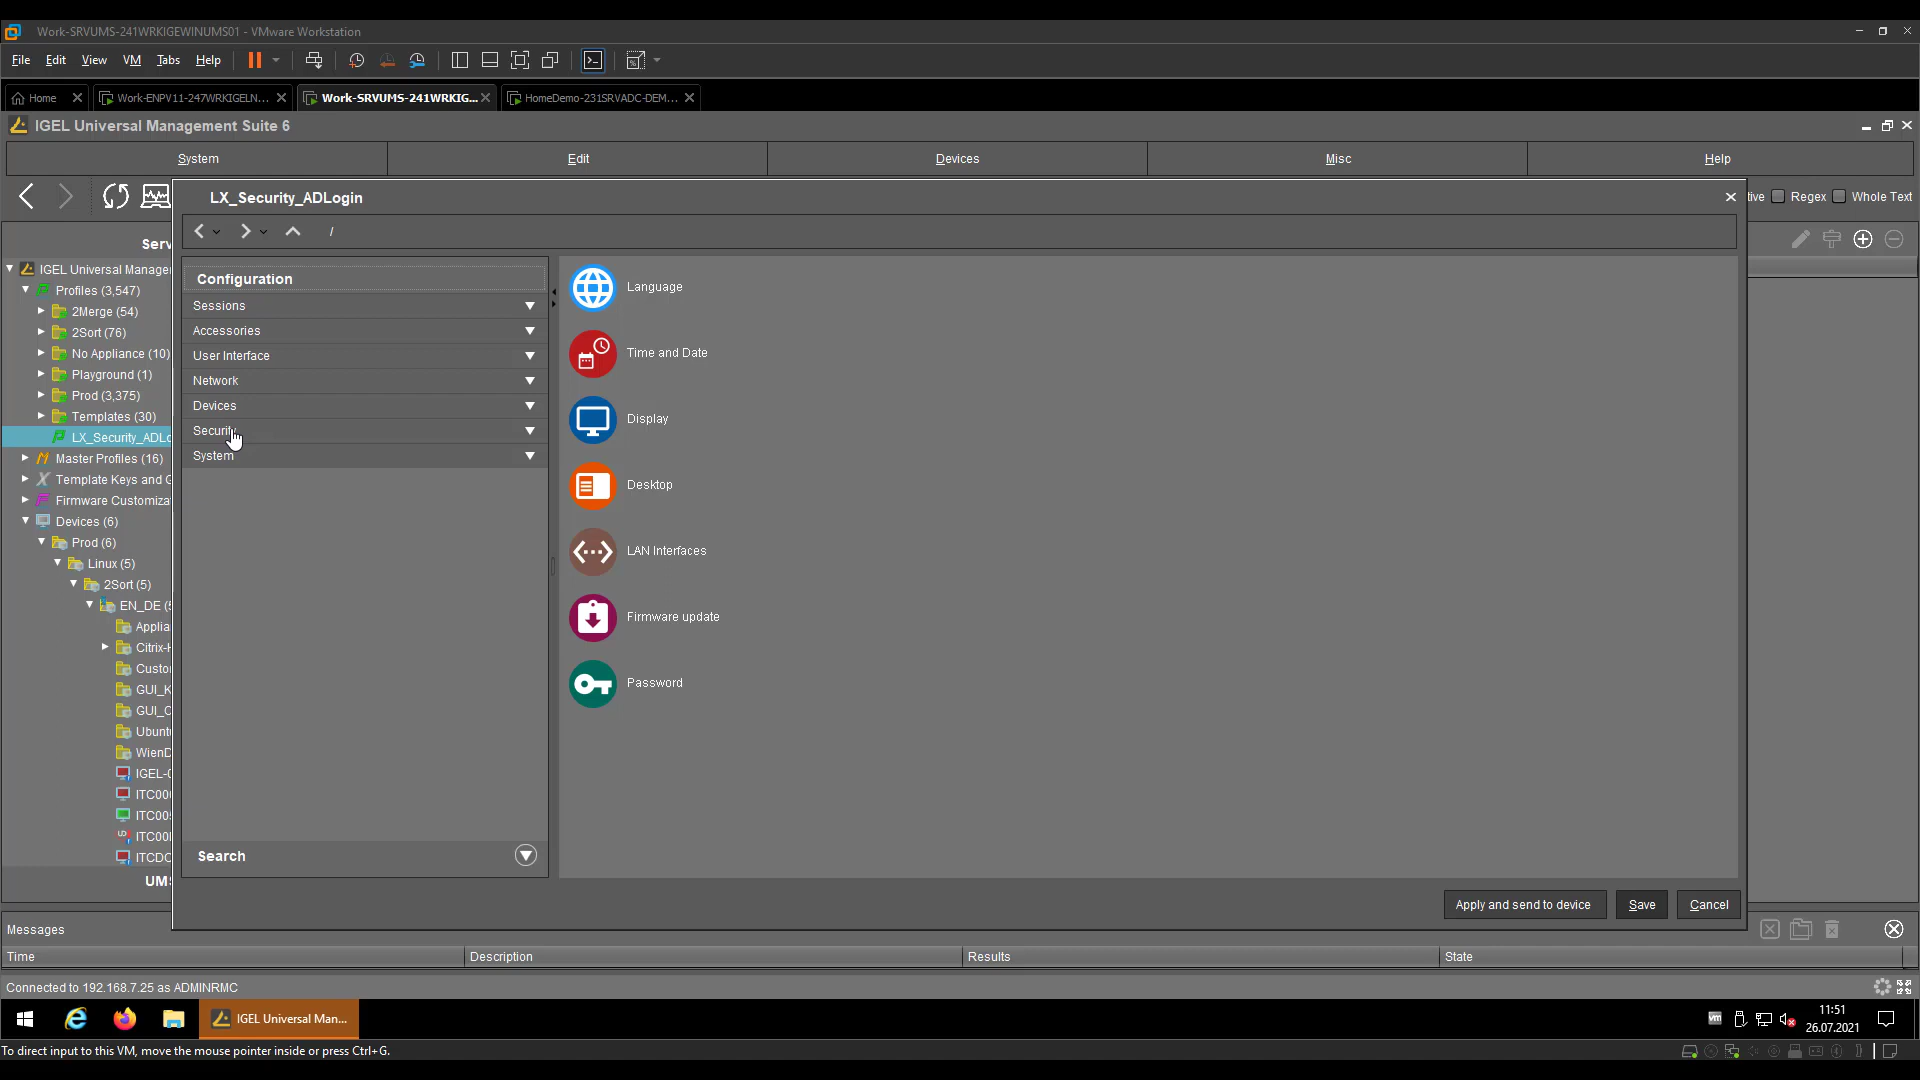 Work-SRVUMS-241WRKIGEWINUMS01 - VMware Workstation
File Edit View VM Tabs Help
Home
Work-ENPV11-247WRKIGELN...
Work-SRVUMS-241WRKIG...
HomeDemo-231SRVADC-DEM...
IGEL Universal Management Suite 6
System Edit Devices Misc Help
LX_Security_ADLogin
tive Regex Whole Text
/
Serv
IGEL Universal Manage
Profiles (3,547)
2Merge (54)
2Sort (76)
No Appliance (10)
Playground (1)
Prod (3,375)
Templates (30)
LX_Security_ADLo
Master Profiles (16)
Template Keys and G
Firmware Customiza
Devices (6)
Prod (6)
Linux (5)
2Sort (5)
EN_DE (5
Applia
Citrix-H
Custo
GUI_K
GUI_C
Ubunt
WienD
IGEL-0
ITC00
ITC005
ITC00
ITCDC
UMS
Configuration
Sessions
Accessories
User Interface
Network
Devices
Security
System
Search
Language
Time and Date
Display
Desktop
LAN Interfaces
Firmware update
Password
Apply and send to device Save Cancel
Messages
Time Description Results State
Connected to 192.168.7.25 as ADMINRMC
IGEL Universal Man...
11:51
26.07.2021
To direct input to this VM, move the mouse pointer inside or press Ctrl+G.